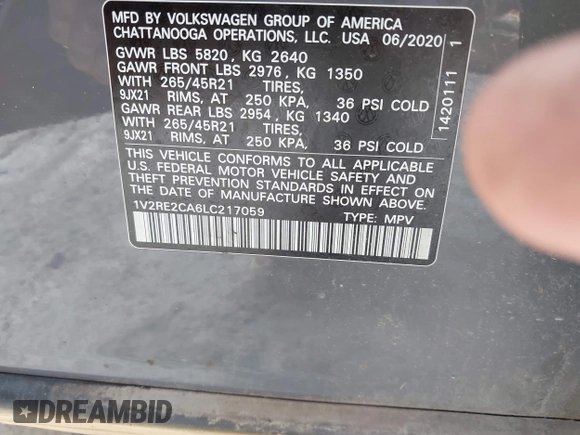 MFD BY VOLKSWAGEN GROUP OF AMERICA
CHATTANOOGA OPERATIONS, LLC. USA 06/2020
GVWR LBS 5820 , KG 2640
GAWR FRONT LBS 2976 , KG 1350
WITH 265/45R21 TIRES,
9JX21 RIMS, AT 250 KPA, 36 PSI COLD
GAWR REAR LBS 2954 , KG 1340
WITH 265/45R21 TIRES,
9JX21 RIMS, AT 250 KPA, 36 PSI COLD
THIS VEHICLE CONFORMS TO ALL APPLICABLE
U.S. FEDERAL MOTOR VEHICLE SAFETY AND
THEFT PREVENTION STANDARDS IN EFFECT ON
THE DATE OF MANUFACTURE SHOWN ABOVE.
1V2RE2CA6LC217059 TYPE: MPV
1420111 1
DREAMBID